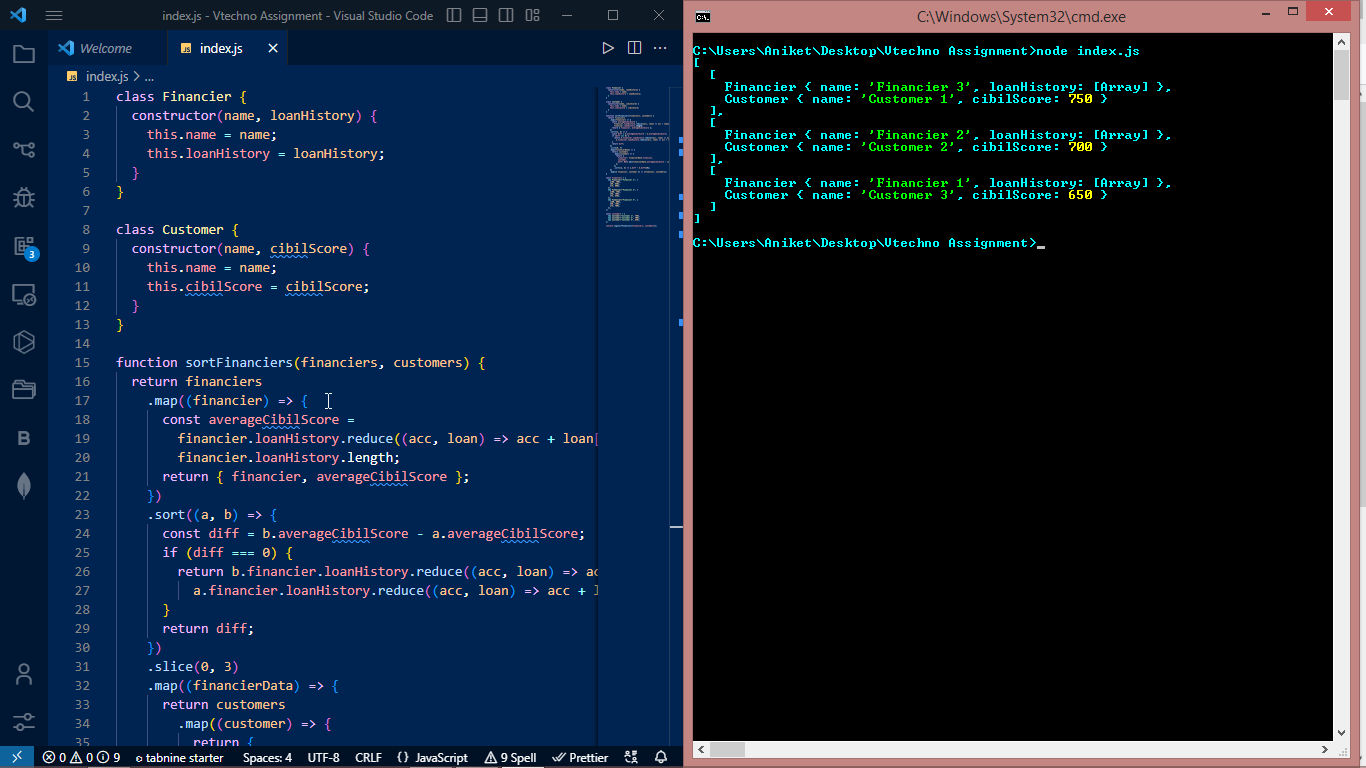 index.js - Vtechno Assignment - Visual Studio Code
Welcome
JS index.js
JS index.js > ...
1 class Financier {
2 constructor(name, loanHistory) {
3 this.name = name;
4 this.loanHistory = loanHistory;
5 }
6 }
7
8 class Customer {
9 constructor(name, cibilScore) {
10 this.name = name;
11 this.cibilScore = cibilScore;
12 }
13 }
14
15 function sortFinanciers(financiers, customers) {
16 return financiers
17 .map((financier) => {
18 const averageCibilScore =
19 financier.loanHistory.reduce((acc, loan) => acc + loan[
20 financier.loanHistory.length;
21 return { financier, averageCibilScore };
22 })
23 .sort((a, b) => {
24 const diff = b.averageCibilScore - a.averageCibilScore;
25 if (diff === 0) {
26 return b.financier.loanHistory.reduce((acc, loan) => ac
27 a.financier.loanHistory.reduce((acc, loan) => acc + l
28 }
29 return diff;
30 })
31 .slice(0, 3)
32 .map((financierData) => {
33 return customers
34 .map((customer) => {
35 return {
3
B
0 0 9 tabnine starter Spaces: 4 UTF-8 CRLF {} JavaScript 9 Spell Prettier
C:\Windows\System32\cmd.exe
C:\Users\Aniket\Desktop\Vtechno Assignment>node index.js
[
[
Financier { name: 'Financier 3', loanHistory: [Array] },
Customer { name: 'Customer 1', cibilScore: 750 }
],
[
Financier { name: 'Financier 2', loanHistory: [Array] },
Customer { name: 'Customer 2', cibilScore: 700 }
],
[
Financier { name: 'Financier 1', loanHistory: [Array] },
Customer { name: 'Customer 3', cibilScore: 650 }
]
]
C:\Users\Aniket\Desktop\Vtechno Assignment>